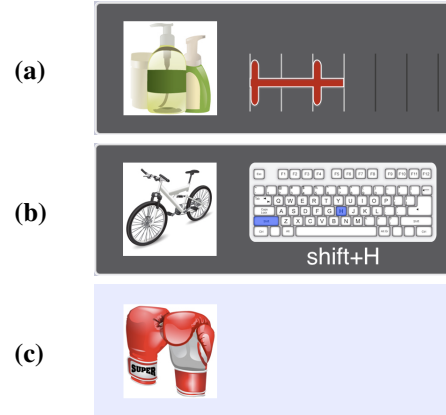 (a)
(b)
Q W E R T Y U I O P
A S D F G H J K L
Z X C V B N M
shift+H
(c)
SUPER